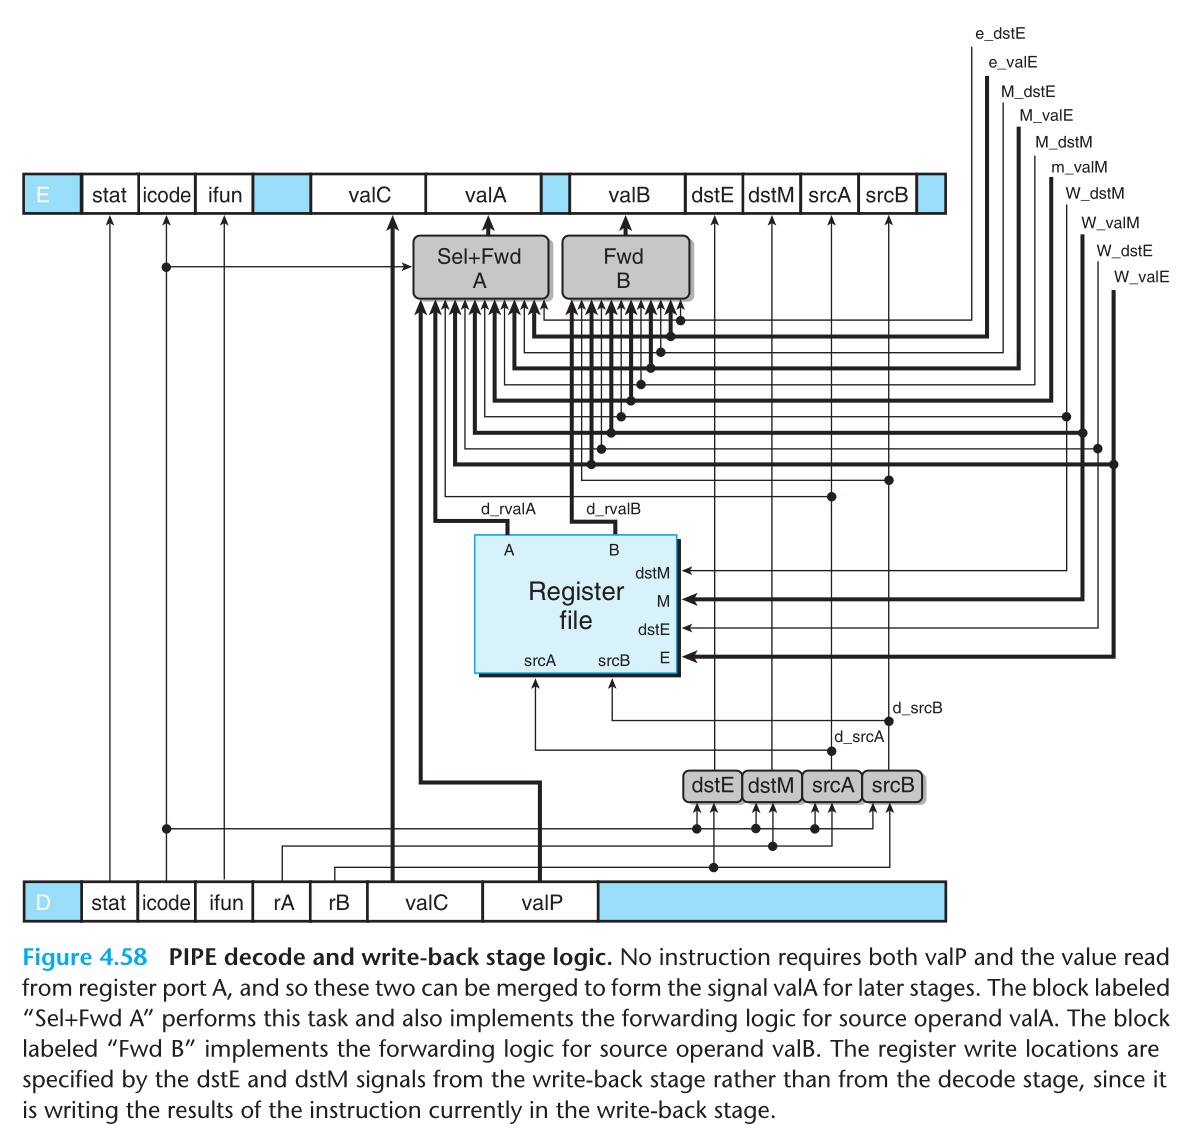 e_dstE
e_valE
M_dstE
M_valE
M_dstM
m_valM
W_dstM
W_valM
W_dstE
W_valE
E stat icode ifun valC valA valB dstE dstM srcA srcB
Sel+Fwd
A
Fwd
B
d_rvalA d_rvalB
A B
dstM
Register
file
M
dstE
E
srcA srcB
d_srcB
d_srcA
dstE dstM srcA srcB
D stat icode ifun rA rB valC valP
Figure 4.58 PIPE decode and write-back stage logic. No instruction requires both valP and the value read
from register port A, and so these two can be merged to form the signal valA for later stages. The block labeled
“Sel+Fwd A” performs this task and also implements the forwarding logic for source operand valA. The block
labeled “Fwd B” implements the forwarding logic for source operand valB. The register write locations are
specified by the dstE and dstM signals from the write-back stage rather than from the decode stage, since it
is writing the results of the instruction currently in the write-back stage.